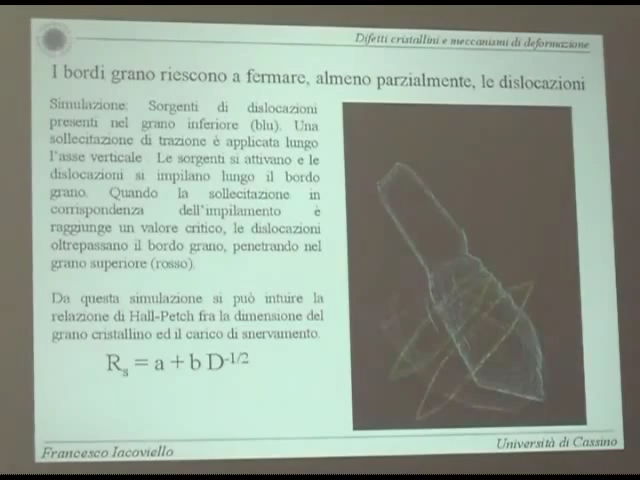 Difetti cristallini e meccanismi di deformazione
I bordi grano riescono a fermare, almeno parzialmente, le dislocazioni
Simulazione: Sorgenti di dislocazioni
presenti nel grano inferiore (blu). Una
sollecitazione di trazione è applicata lungo
l'asse verticale. Le sorgenti si attivano e le
dislocazioni si impilano lungo il bordo
grano. Quando la sollecitazione in
corrispondenza dell'impilamento è
raggiunge un valore critico, le dislocazioni
oltrepassano il bordo grano, penetrando nel
grano superiore (rosso).
Da questa simulazione si può intuire la
relazione di Hall-Petch fra la dimensione del
grano cristallino ed il carico di snervamento.
Rs = a + b D-1/2
Francesco Iacoviello
Università di Cassino